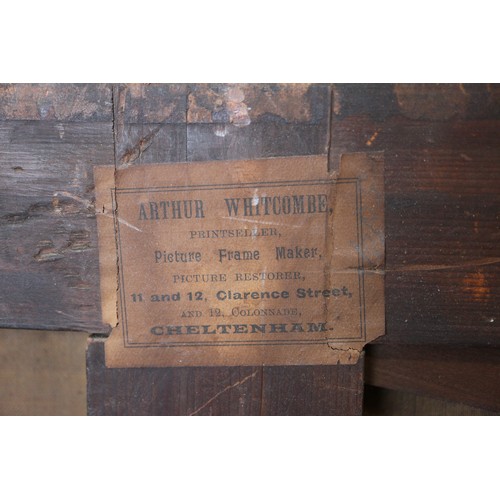 ARTHUR WHITCOMBE,
PRINTSELLER,
Picture Frame Maker,
PICTURE RESTORER,
11 and 12, Clarence Street,
AND 12, COLONNADE,
CHELTENHAM.